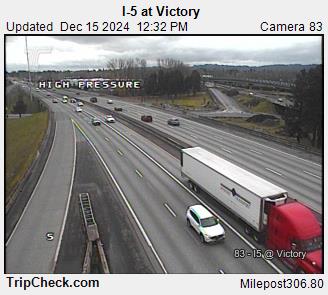 I-5 at Victory
Updated Dec 15 2024 12:32 PM
Camera 83
HIGH PRESSURE
S
83 - I5 @ Victory
TripCheck.com
Milepost306.80